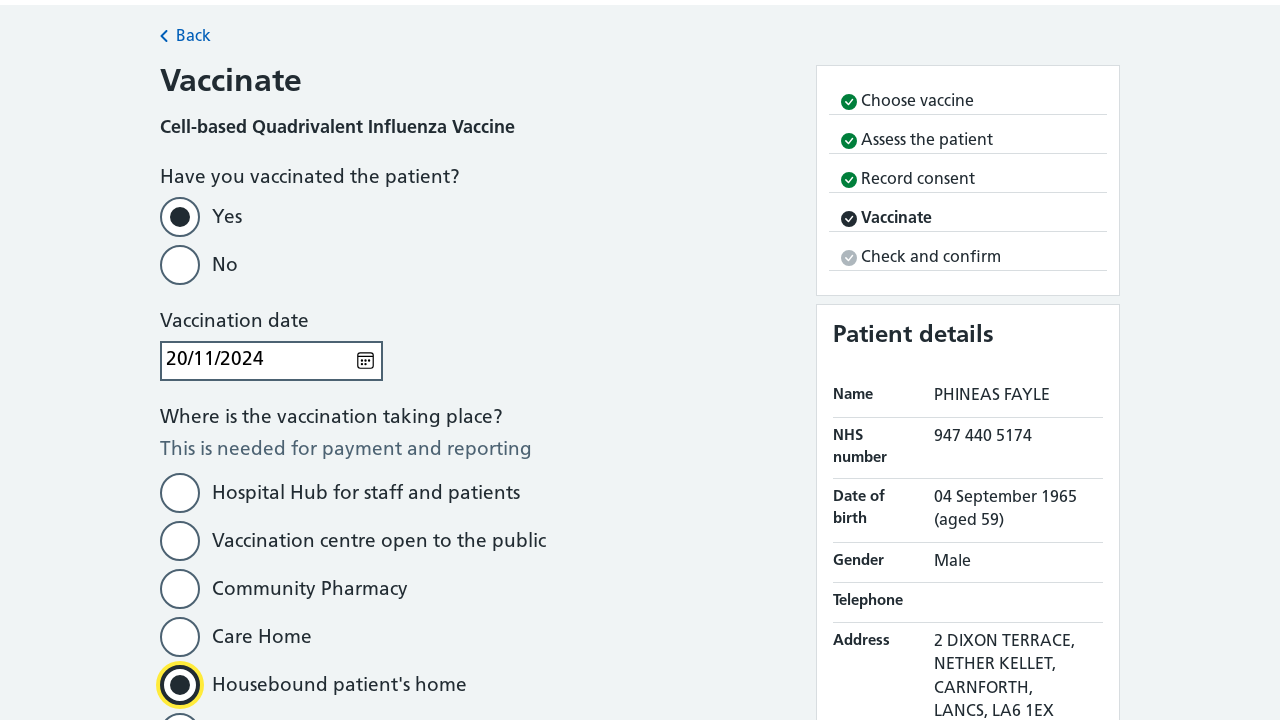 Back
Vaccinate
Cell-based Quadrivalent Influenza Vaccine
Have you vaccinated the patient?
Yes
No
Vaccination date
20/11/2024
Where is the vaccination taking place?
This is needed for payment and reporting
Hospital Hub for staff and patients
Vaccination centre open to the public
Community Pharmacy
Care Home
Housebound patient's home
Choose vaccine
Assess the patient
Record consent
Vaccinate
Check and confirm
Patient details
Name PHINEAS FAYLE
NHS number 947 440 5174
Date of birth 04 September 1965 (aged 59)
Gender Male
Telephone
Address 2 DIXON TERRACE,
NETHER KELLET,
CARNFORTH,
LANCS, LA6 1EX